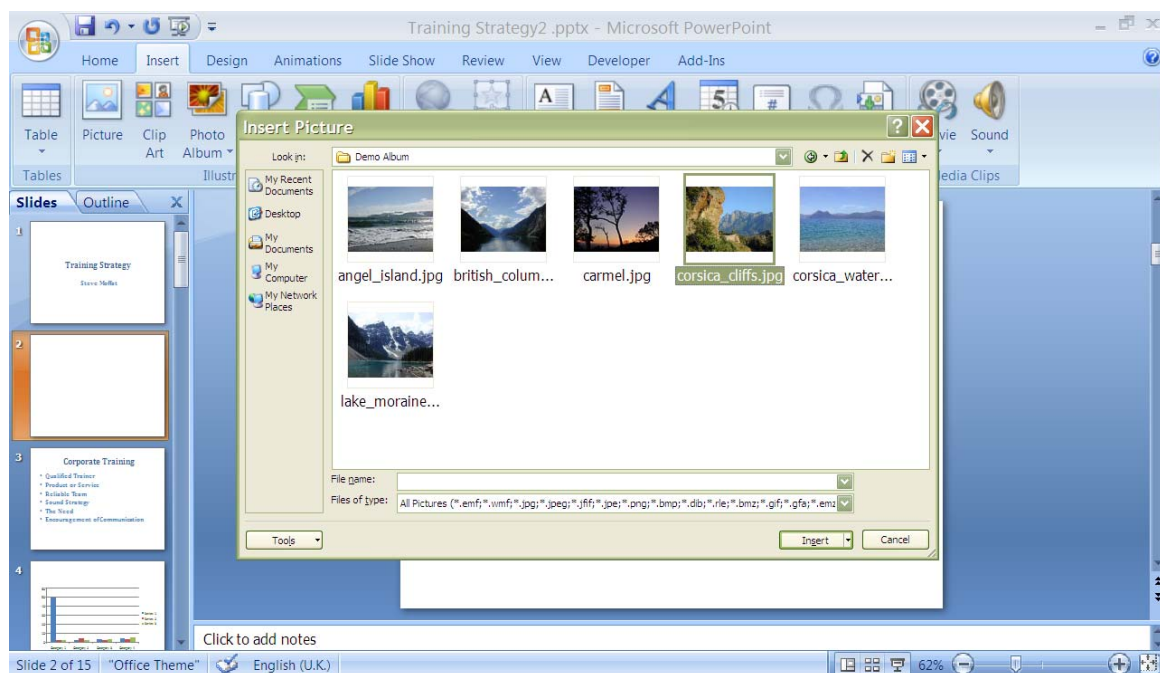 Training Strategy2 .pptx - Microsoft PowerPoint
Home Insert Design Animations Slide Show Review View Developer Add-Ins
Table Picture Clip Art Photo Album
Movie Sound
Tables
Illustr
Media Clips
Insert Picture
Look in: Demo Album
My Recent Documents
Desktop
My Documents
My Computer
My Network Places
angel_island.jpg british_colum... carmel.jpg corsica_cliffs.jpg corsica_water...
lake_moraine...
File name:
Files of type: All Pictures (*.emf;*.wmf;*.jpg;*.jpeg;*.jfif;*.jpe;*.png;*.bmp;*.dib;*.rle;*.bmz;*.gif;*.gfa;*.emz
Tools Insert Cancel
Slides Outline X
1
Training Strategy
Steve Moffat
2
3
Corporate Training
Qualified Trainer
Product or Service
Reliable Team
Sound Strategy
The Need
Encouragement of Communication
4
Click to add notes
Slide 2 of 15 "Office Theme" English (U.K.) 62%